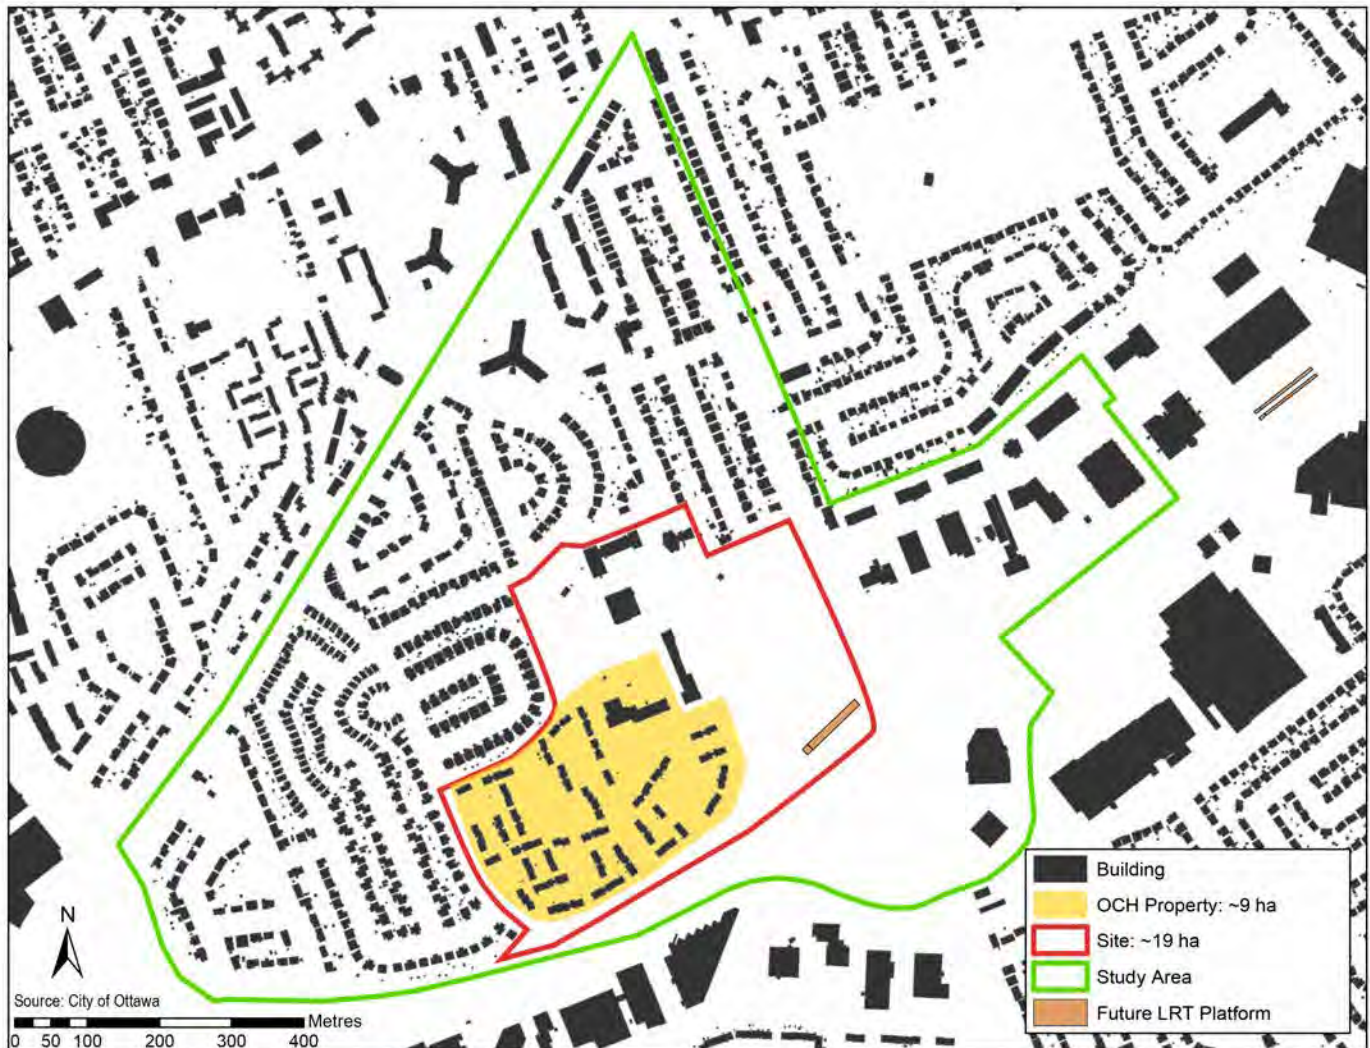 Building
OCH Property: ~9 ha
Site: ~19 ha
Study Area
Future LRT Platform
N
Source: City of Ottawa
Metres
0 50 100 200 300 400